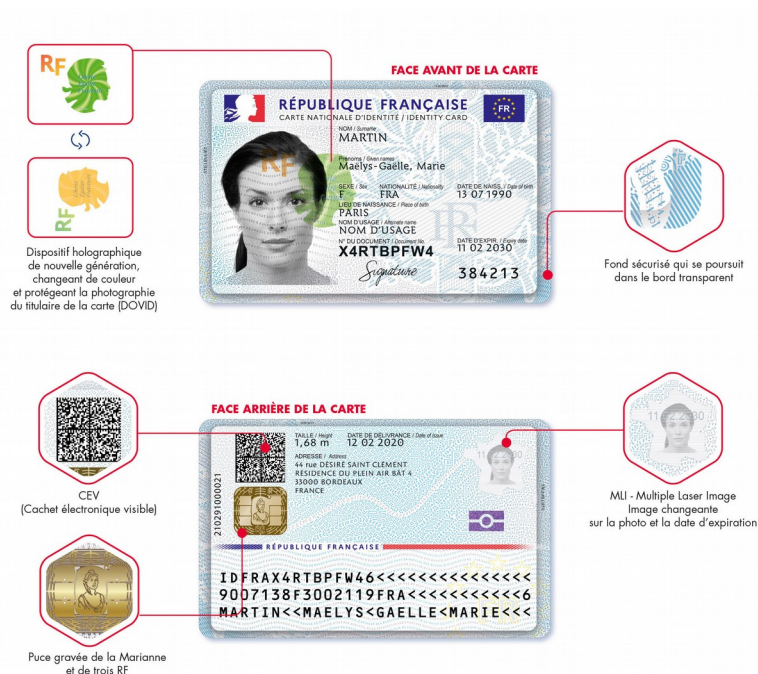 RF
FACE AVANT DE LA CARTE
RÉPUBLIQUE FRANÇAISE
FR
CARTE NATIONALE D'IDENTITÉ / IDENTITY CARD
NOM / Surname
MARTIN
Prénoms / Given names
Maëlys-Gaëlle, Marie
SEXE / Sex NATIONALITÉ / Nationality DATE DE NAISS. / Date of birth
FRA 13 07 1990
LIEU DE NAISSANCE / Place of birth
PARIS
NOM D'USAGE / Alternate name
NOM D'USAGE
N° DU DOCUMENT / Document No DATE D'EXPIR. / Expiry date
X4RTBPFW4 11 02 2030
Signature 384213
RF
RF
Dispositif holographique
de nouvelle génération,
changeant de couleur
et protégeant la photographie
du titulaire de la carte (DOVID)
Fond sécurisé qui se poursuit
dans le bord transparent
FACE ARRIÈRE DE LA CARTE
CEV
(Cachet électronique visible)
TAILLE / Height DATE DE DÉLIVRANCE / Date of issue
1,68 m 12 02 2020
ADRESSE / Address
44 rue DÉSIRÉ SAINT CLÉMENT
RÉSIDENCE DU PLEIN AIR BÂT 4
33000 BORDEAUX
FRANCE
210291000021
RÉPUBLIQUE FRANÇAISE
IDFRAX4RTBPFW46<<<<<<<<<<<<<<<
9007138F3002119FRA<<<<<<<<<<<6
MARTIN<<MAELYS<GAELLE<MARIE<<<
MLI - Multiple Laser Image
Image changeante
sur la photo et la date d'expiration
Puce gravée de la Marianne
et de trois RF